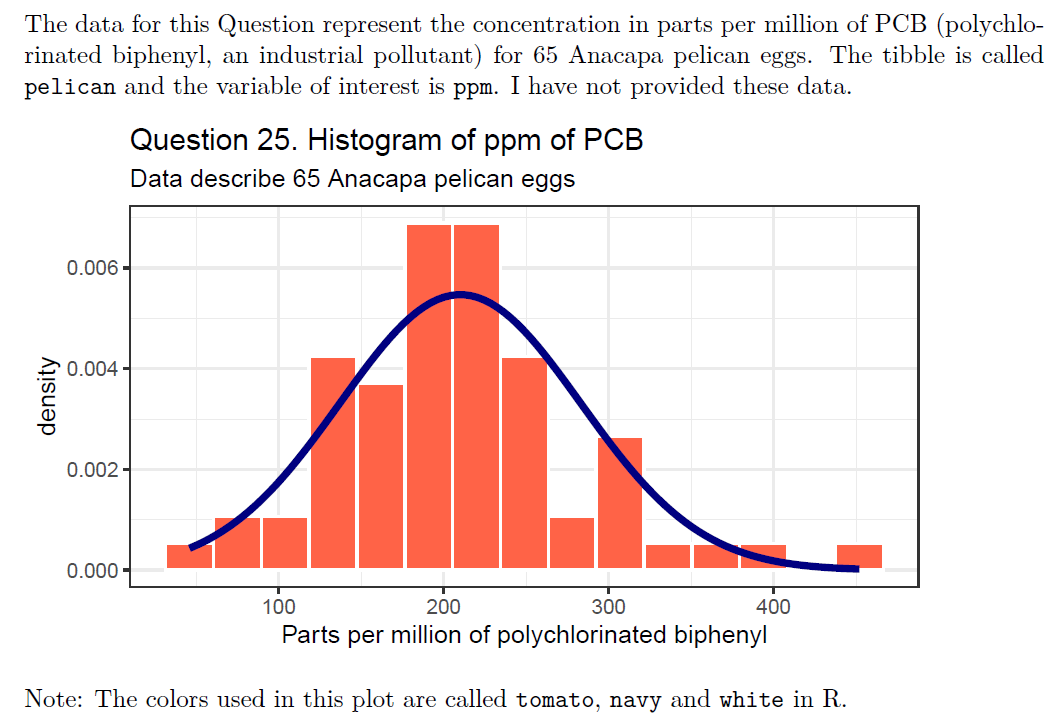 The data for this Question represent the concentration in parts per million of PCB (polychlo-
rinated biphenyl, an industrial pollutant) for 65 Anacapa pelican eggs. The tibble is called
pelican and the variable of interest is ppm. I have not provided these data.
Question 25. Histogram of ppm of PCB
Data describe 65 Anacapa pelican eggs
density
0.006
0.004
0.002
0.000
100 200 300 400
Parts per million of polychlorinated biphenyl
Note: The colors used in this plot are called tomato, navy and white in R.